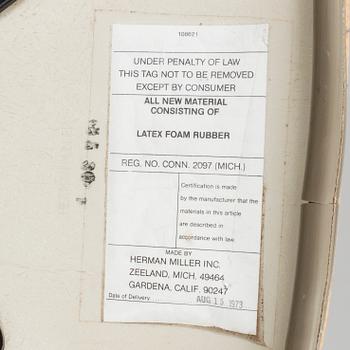 108621
UNDER PENALTY OF LAW
THIS TAG NOT TO BE REMOVED
EXCEPT BY CONSUMER
ALL NEW MATERIAL
CONSISTING OF
LATEX FOAM RUBBER
REG. NO. CONN. 2097 (MICH.)
Certification is made
by the manufacturer that the
materials in this article
are described in
accordance with law.
MADE BY
HERMAN MILLER INC.
ZEELAND, MICH. 49464
GARDENA, CALIF. 90247
Date of Delivery
AUG 15 1973